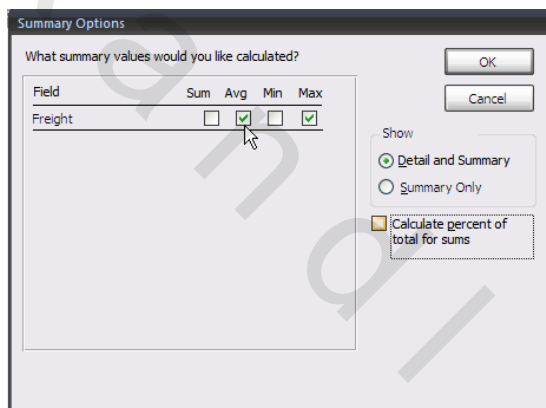 Summary Options
What summary values would you like calculated?
OK
Cancel
Field Sum Avg Min Max
Freight
Show
Detail and Summary
Summary Only
Calculate percent of
total for sums